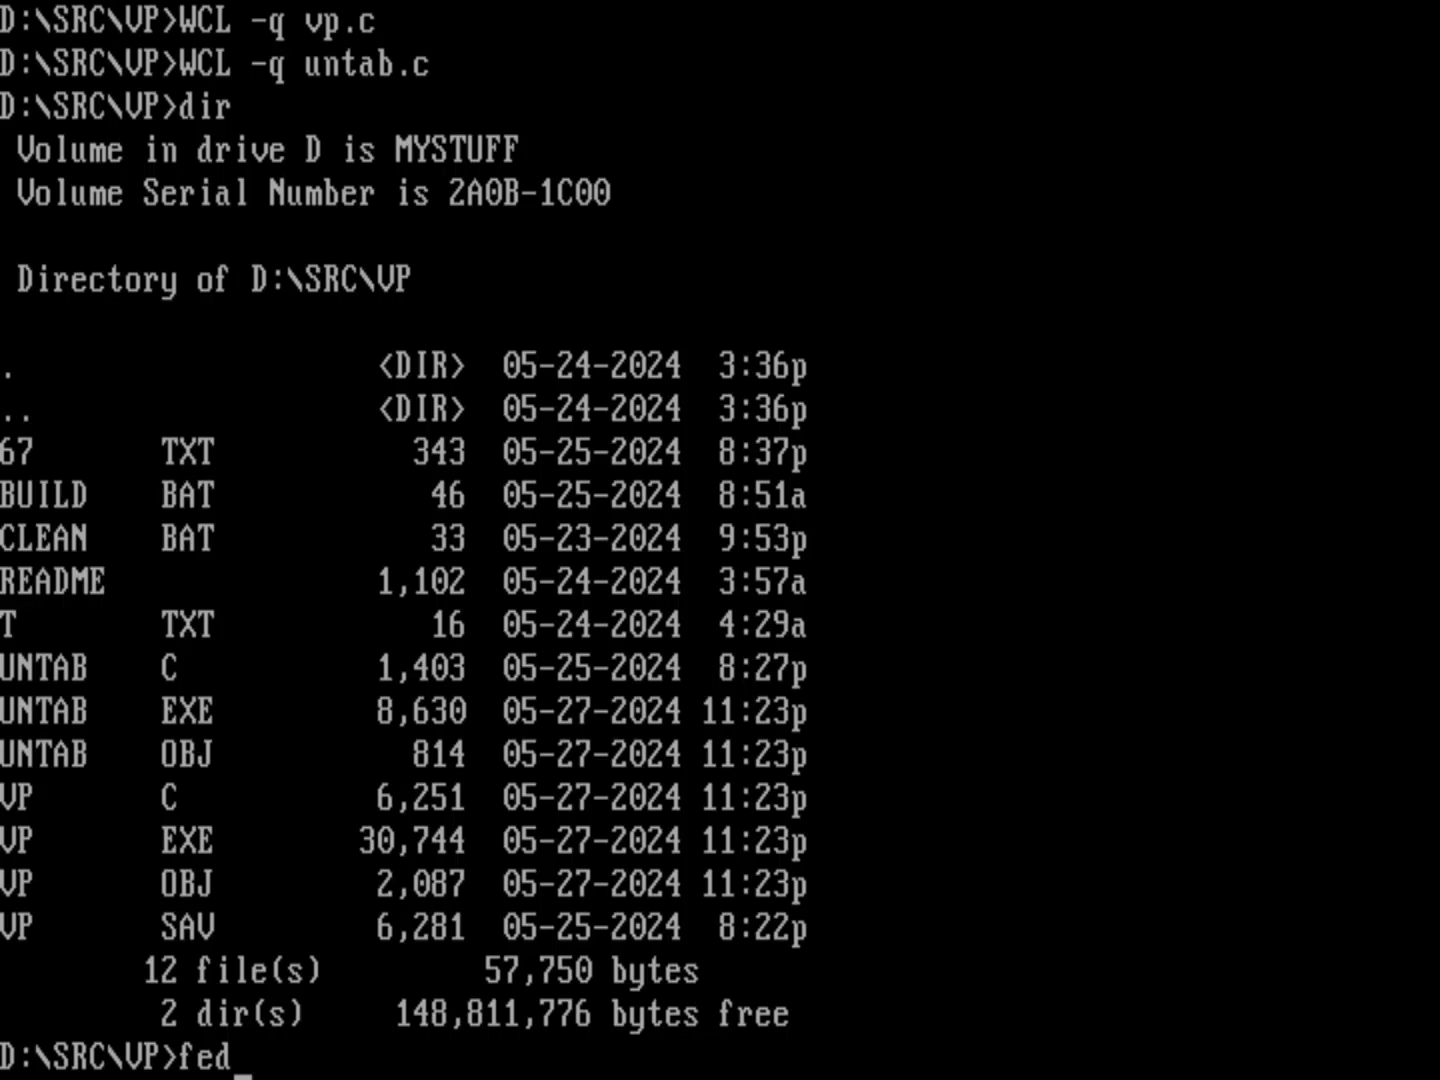 D:\SRC\VP>WCL -q vp.c
D:\SRC\VP>WCL -q untab.c
D:\SRC\VP>dir
Volume in drive D is MYSTUFF
Volume Serial Number is 2A0B-1C00
Directory of D:\SRC\VP
. <DIR> 05-24-2024 3:36p
.. <DIR> 05-24-2024 3:36p
67 TXT 343 05-25-2024 8:37p
BUILD BAT 46 05-25-2024 8:51a
CLEAN BAT 33 05-23-2024 9:53p
README 1,102 05-24-2024 3:57a
T TXT 16 05-24-2024 4:29a
UNTAB C 1,403 05-25-2024 8:27p
UNTAB EXE 8,630 05-27-2024 11:23p
UNTAB OBJ 814 05-27-2024 11:23p
VP C 6,251 05-27-2024 11:23p
VP EXE 30,744 05-27-2024 11:23p
VP OBJ 2,087 05-27-2024 11:23p
VP SAV 6,281 05-25-2024 8:22p
12 file(s) 57,750 bytes
2 dir(s) 148,811,776 bytes free
D:\SRC\VP>fed_